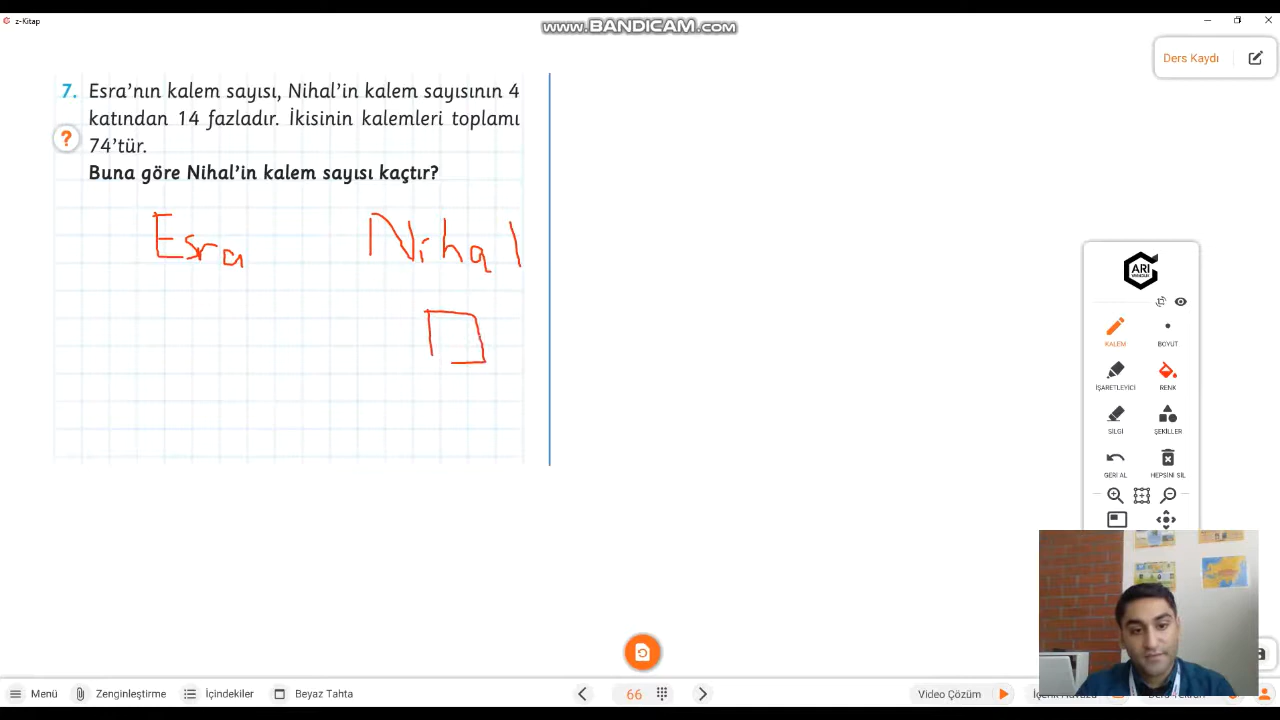 z-Kitap
www.BANDICAM.com
Ders Kaydı
7. Esra’nın kalem sayısı, Nihal’in kalem sayısının 4
katından 14 fazladır. İkisinin kalemleri toplamı
? 74’tür.
Buna göre Nihal’in kalem sayısı kaçtır?
Esra Nihal
ARI
KALEM BOYUT
İŞARETLEYİCİ RENK
SİLGİ ŞEKİLLER
GERİ AL HEPSİNİ SİL
Menü Zenginleştirme İçindekiler Beyaz Tahta 66 Video Çözüm